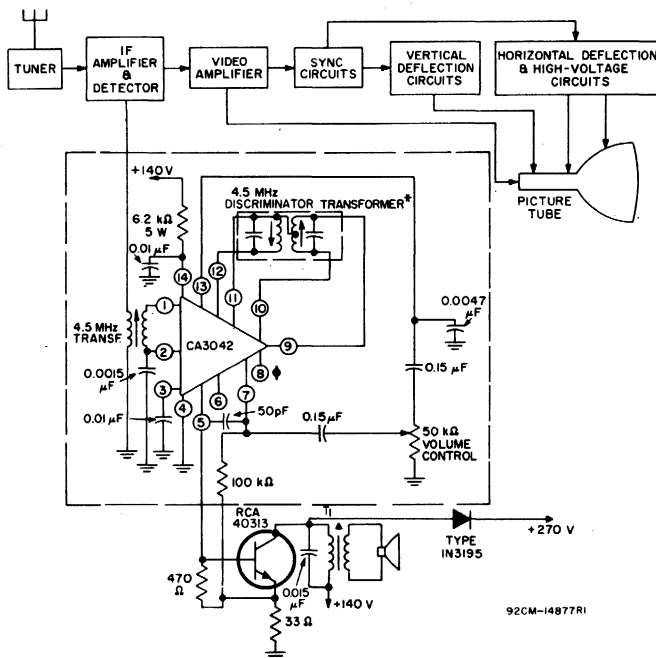 TUNER
IF
AMPLIFIER
&
DETECTOR
VIDEO
AMPLIFIER
SYNC
CIRCUITS
VERTICAL
DEFLECTION
CIRCUITS
HORIZONTAL DEFLECTION
& HIGH-VOLTAGE
CIRCUITS
PICTURE
TUBE
+140 V
6.2 kΩ
5 W
0.01 µF
4.5 MHz
DISCRIMINATOR TRANSFORMER*
14
13
12
11
10
1
4.5 MHz
TRANSF.
2
CA3042
9
0.0015
µF
3
8 ϕ
0.01 µF
4
5
6
7
50pF
0.0047
µF
0.15 µF
0.15 µF
50 kΩ
VOLUME
CONTROL
100 kΩ
RCA
40313
T1
TYPE
IN3195
+270 V
470
Ω
0.015
µF
+140 V
33 Ω
92CM-14877RI